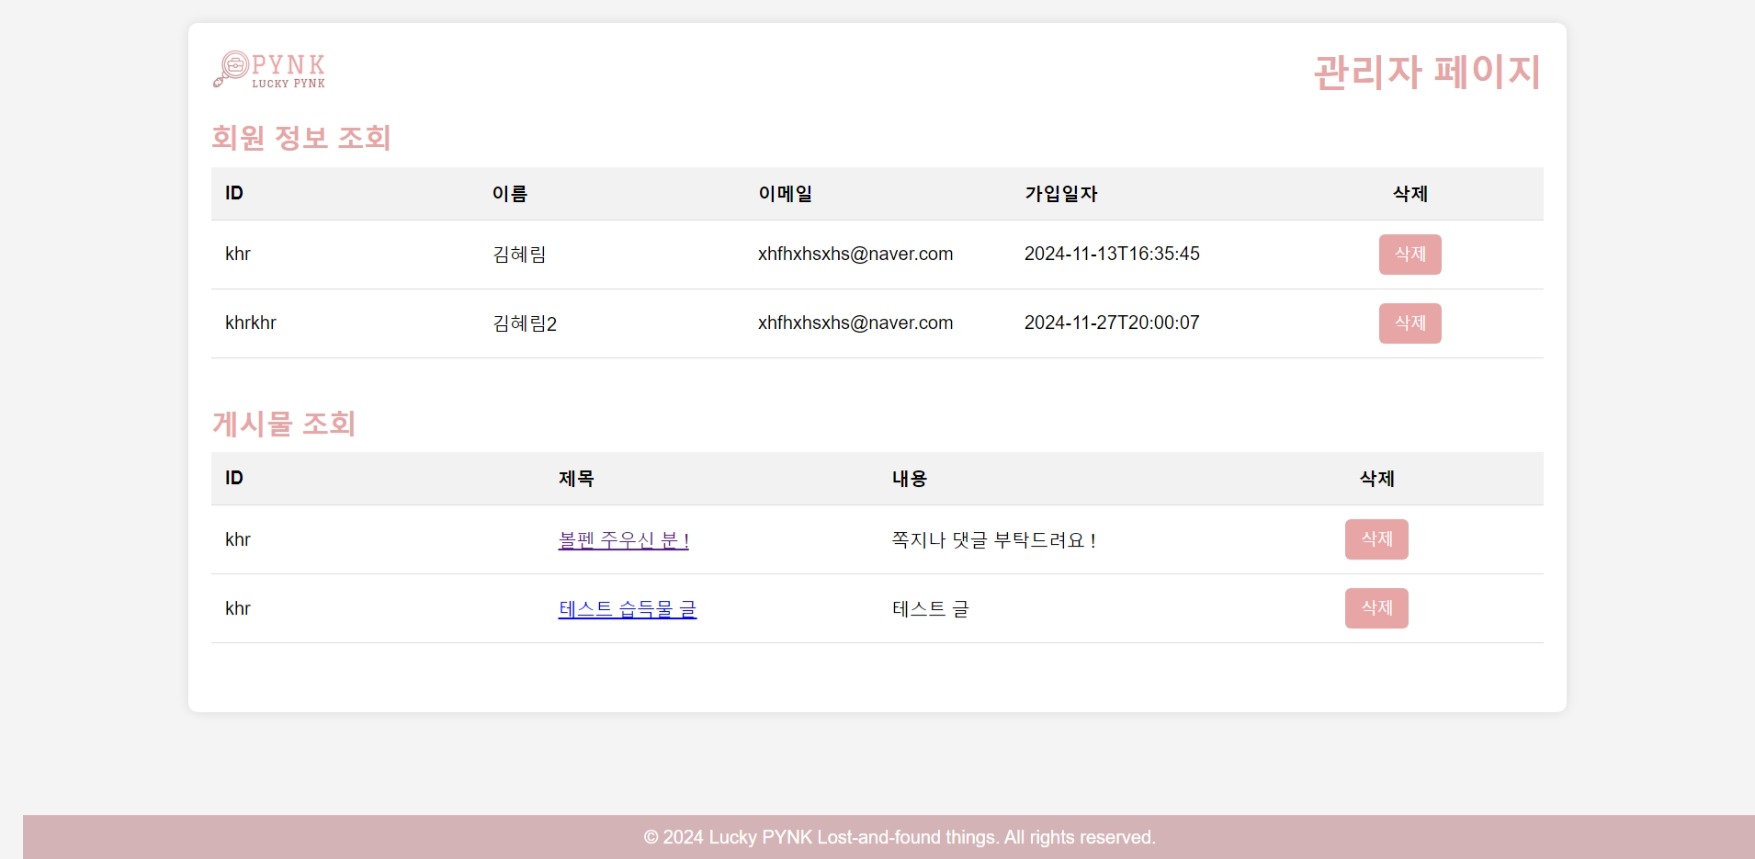 PYNK
LUCKY PYNK
관리자 페이지
회원 정보 조회
ID 이름 이메일 가입일자 삭제
khr 김혜림 xhfhxhsxhs@naver.com 2024-11-13T16:35:45 삭제
khrkhr 김혜림2 xhfhxhsxhs@naver.com 2024-11-27T20:00:07 삭제
게시물 조회
ID 제목 내용 삭제
khr 볼펜 주우신 분 ! 쪽지나 댓글 부탁드려요 ! 삭제
khr 테스트 습득물 글 테스트 글 삭제
© 2024 Lucky PYNK Lost-and-found things. All rights reserved.